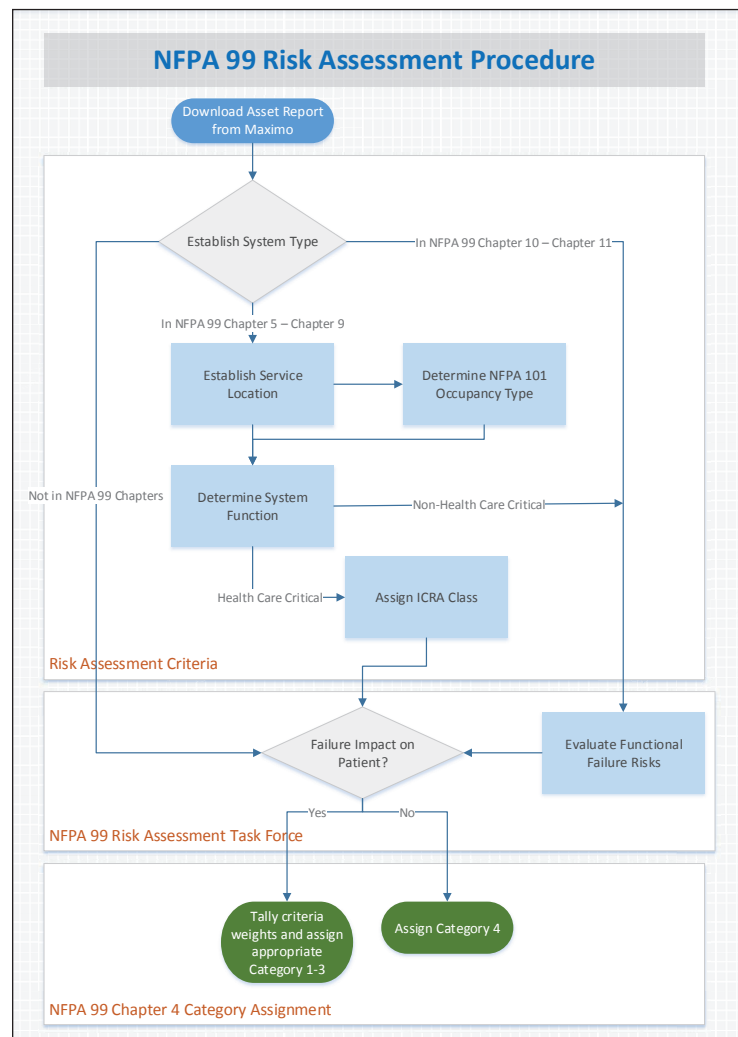 NFPA 99 Risk Assessment Procedure
Download Asset Report
from Maximo
Establish System Type
In NFPA 99 Chapter 10 – Chapter 11
In NFPA 99 Chapter 5 – Chapter 9
Establish Service
Location
Determine NFPA 101
Occupancy Type
Not in NFPA 99 Chapters
Determine System
Function
Non-Health Care Critical
Health Care Critical
Assign ICRA Class
Risk Assessment Criteria
Failure Impact on
Patient?
Evaluate Functional
Failure Risks
Yes
No
NFPA 99 Risk Assessment Task Force
Tally criteria
weights and assign
appropriate
Category 1-3
Assign Category 4
NFPA 99 Chapter 4 Category Assignment